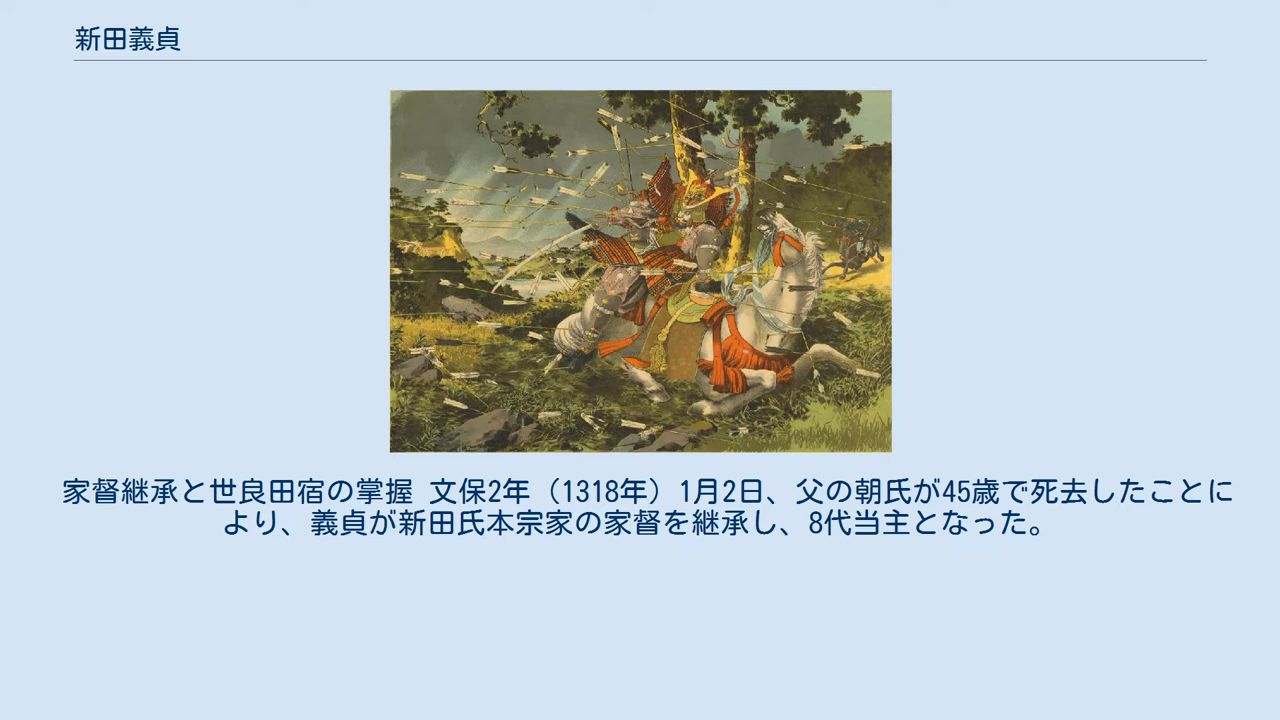 新田義貞
家督継承と世良田宿の掌握 文保2年（1318年）1月2日、父の朝氏が45歳で死去したことに
より、義貞が新田氏本宗家の家督を継承し、8代当主となった。